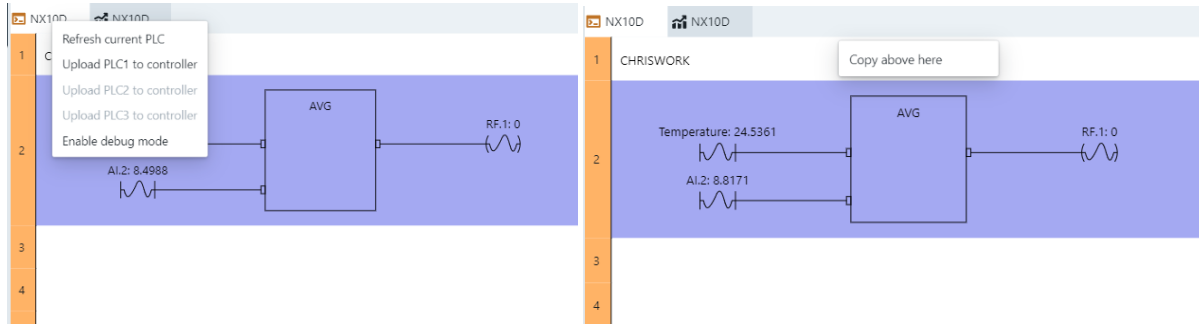 NX10D NX10D
Refresh current PLC
Upload PLC1 to controller
Upload PLC2 to controller
Upload PLC3 to controller
Enable debug mode
1 C
2
AVG
RF.1: 0
AI.2: 8.4988
3
4
NX10D NX10D
1 CHRISWORK
Copy above here
2
AVG
Temperature: 24.5361
RF.1: 0
AI.2: 8.8171
3
4